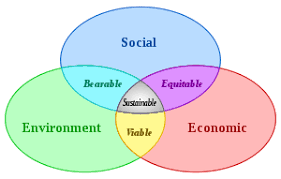 Social
Bearable
Equitable
Sustainable
Environment
Viable
Economic